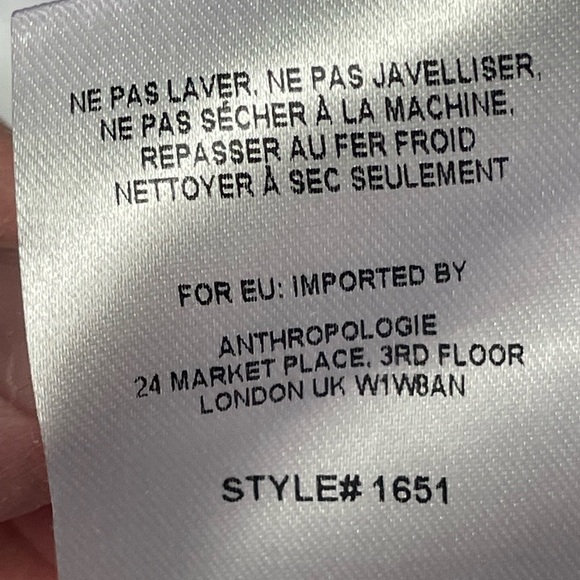 NE PAS LAVER, NE PAS JAVELLISER,
NE PAS SÉCHER À LA MACHINE,
REPASSER AU FER FROID
NETTOYER À SEC SEULEMENT
FOR EU: IMPORTED BY
ANTHROPOLOGIE
24 MARKET PLACE, 3RD FLOOR
LONDON UK W1W8AN
STYLE# 1651